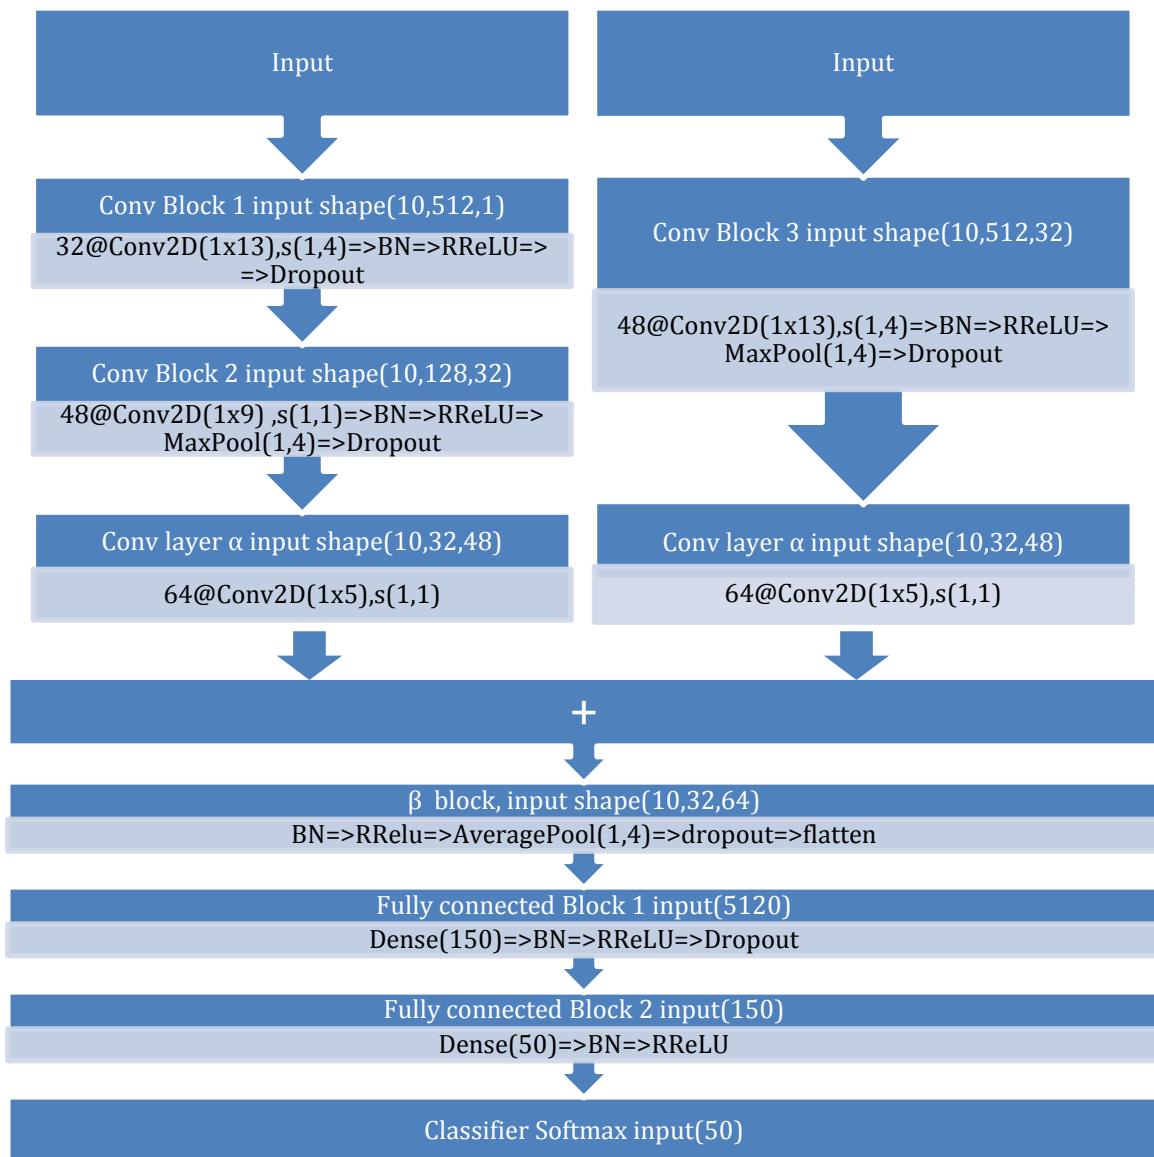 Input
Conv Block 1 input shape(10,512,1)
32@Conv2D(1x13),s(1,4)=>BN=>RReLU=>
=>Dropout
Conv Block 2 input shape(10,128,32)
48@Conv2D(1x9) ,s(1,1)=>BN=>RReLU=>
MaxPool(1,4)=>Dropout
Conv layer α input shape(10,32,48)
64@Conv2D(1x5),s(1,1)
Input
Conv Block 3 input shape(10,512,32)
48@Conv2D(1x13),s(1,4)=>BN=>RReLU=>
MaxPool(1,4)=>Dropout
Conv layer α input shape(10,32,48)
64@Conv2D(1x5),s(1,1)
+
β  block, input shape(10,32,64)
BN=>RRelu=>AveragePool(1,4)=>dropout=>flatten
Fully connected Block 1 input(5120)
Dense(150)=>BN=>RReLU=>Dropout
Fully connected Block 2 input(150)
Dense(50)=>BN=>RReLU
Classifier Softmax input(50)